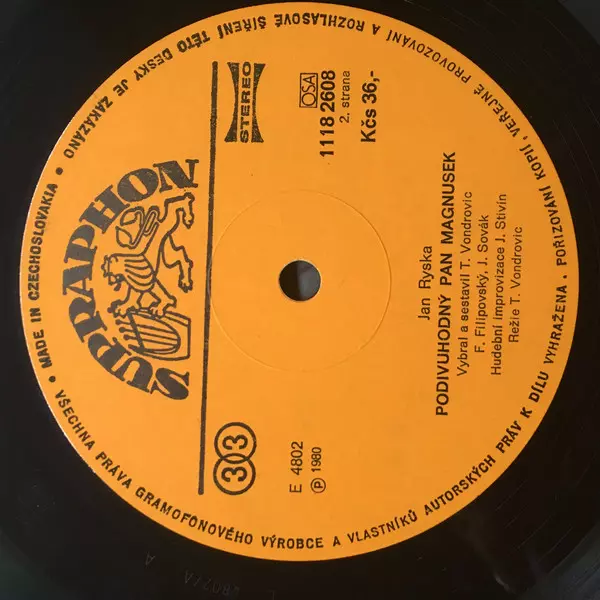 SUPRAPHON
STEREO
OSA
1118 2608
2. strana
Kčs 36,-
33
E 4802
Ⓟ 1980
Jan Ryska
PODIVUHODNÝ PAN MAGNUSEK
Vybral a sestavil T. Vondrovic
F. Filipovský, J. Sovák
Hudební improvizace J. Stivín
Režie T. Vondrovic
• MADE IN CZECHOSLOVAKIA • VŠECHNA PRÁVA GRAMOFONOVÉHO VÝROBCE A VLASTNÍKŮ AUTORSKÝCH PRÁV K DÍLU VYHRAŽENA. POŘIZOVÁNÍ KOPIÍ, VEŘEJNÉ PROVOZOVÁNÍ A ROZHLASOVÉ ŠÍŘENÍ TÉTO DESKY JE ZAKÁZÁNO